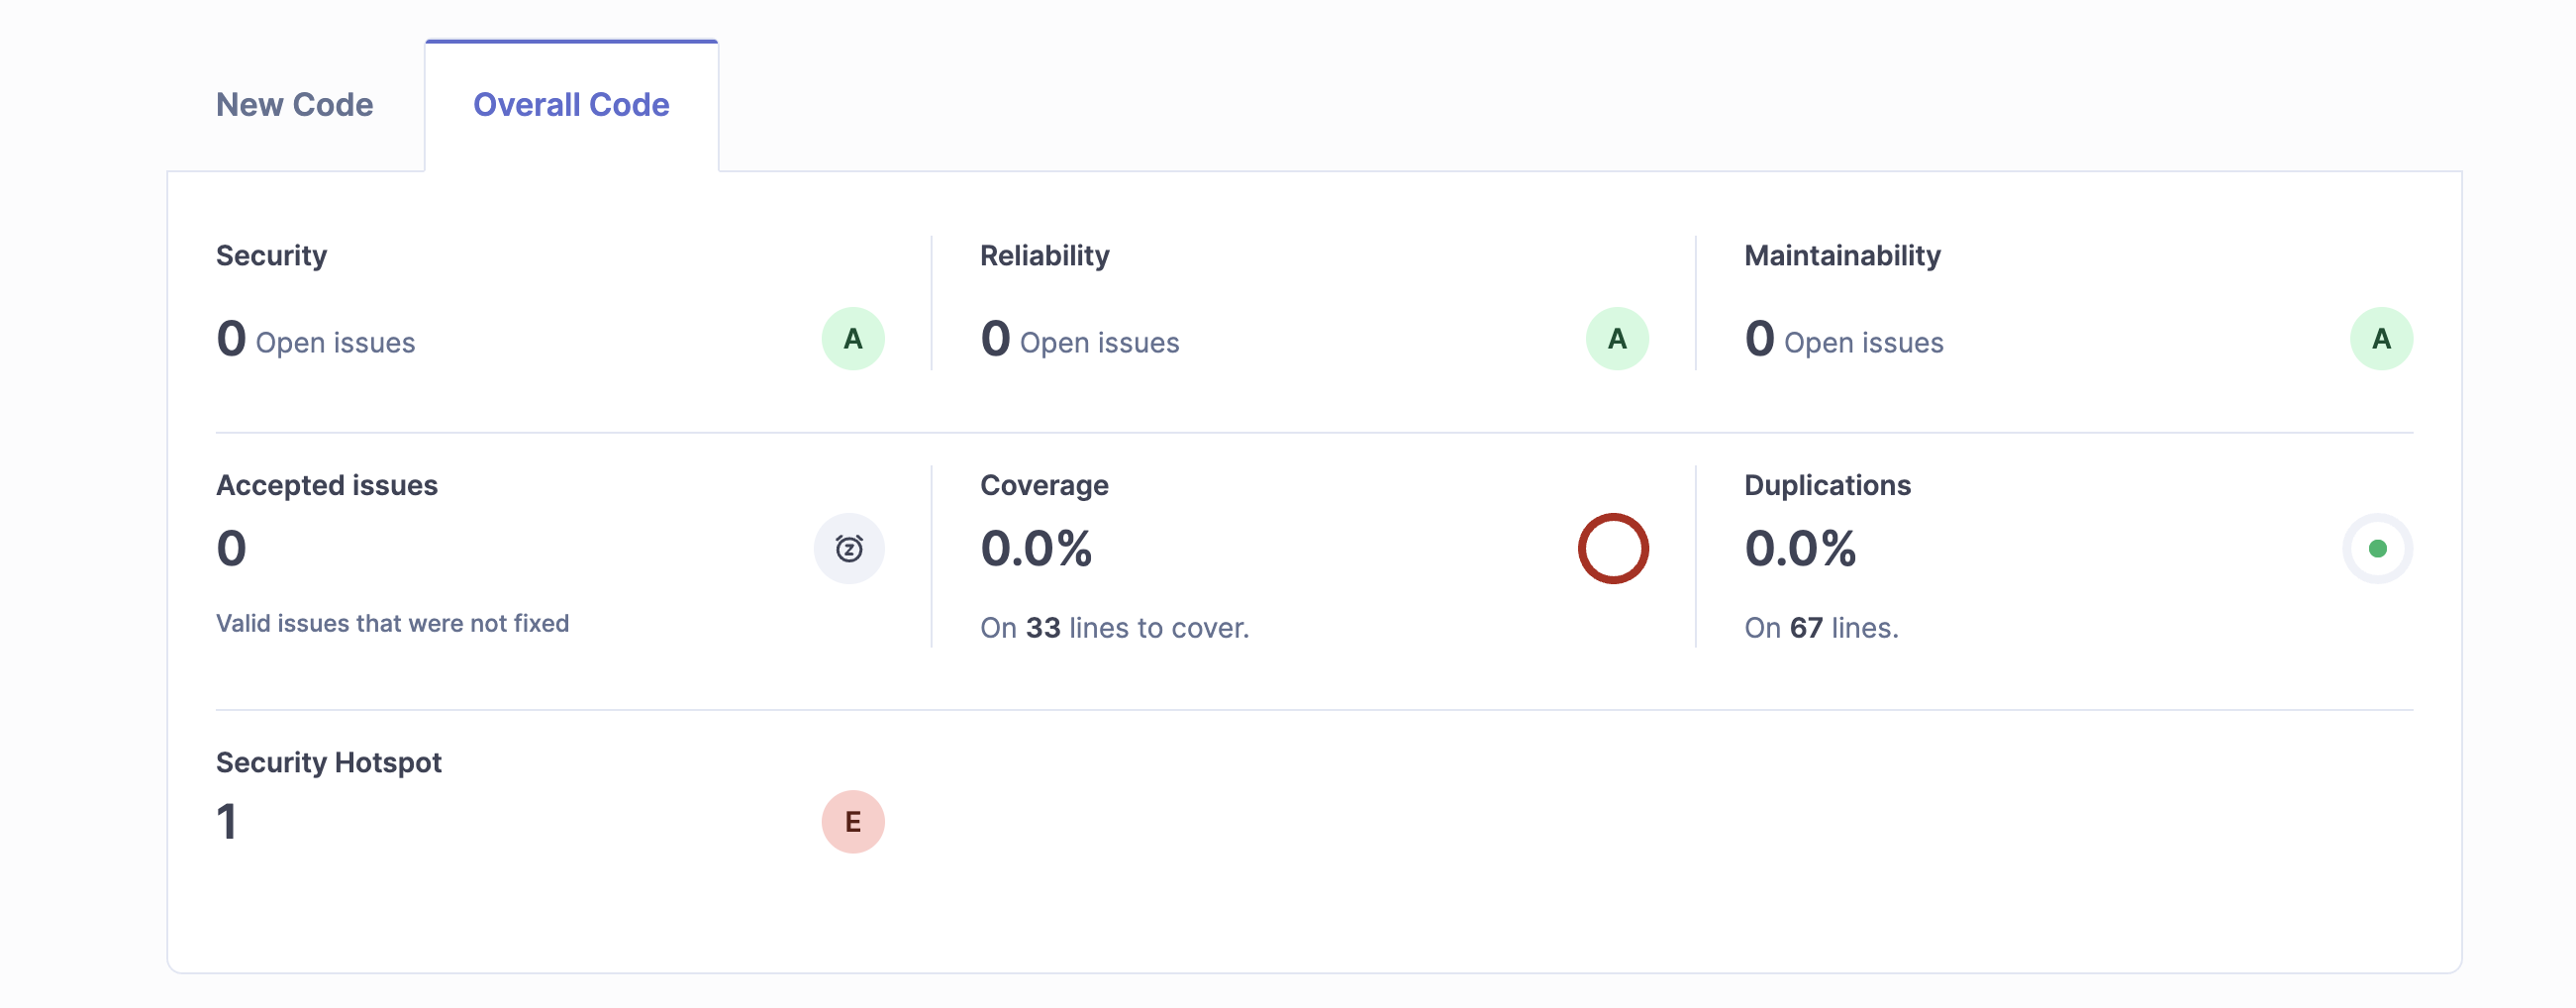 New Code
Overall Code
Security
Reliability
Maintainability
0 Open issues
A
0 Open issues
A
0 Open issues
A
Accepted issues
Coverage
Duplications
0
0.0%
0.0%
Valid issues that were not fixed
On 33 lines to cover.
On 67 lines.
Security Hotspot
1
E